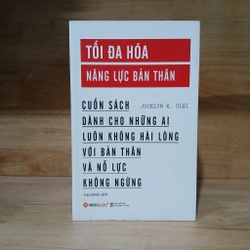 TỐI ĐA HÓA
NĂNG LỰC BẢN THÂN
CUỐN SÁCH
JOCELYN K. GLEI
DÀNH CHO NHỮNG AI
LUÔN KHÔNG HÀI LÒNG
VỚI BẢN THÂN
VÀ NỖ LỰC
KHÔNG NGỪNG